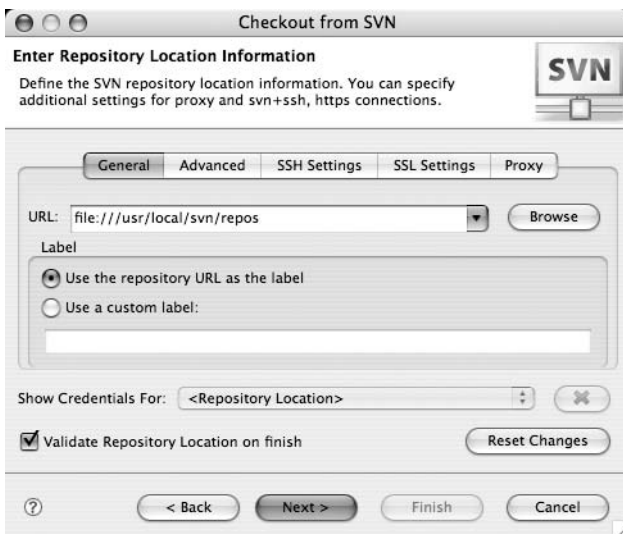 Checkout from SVN
Enter Repository Location Information
Define the SVN repository location information. You can specify
additional settings for proxy and svn+ssh, https connections.
SVN
General Advanced SSH Settings SSL Settings Proxy
URL: file:///usr/local/svn/repos Browse
Label
Use the repository URL as the label
Use a custom label:
Show Credentials For: <Repository Location>
Validate Repository Location on finish Reset Changes
? < Back Next > Finish Cancel